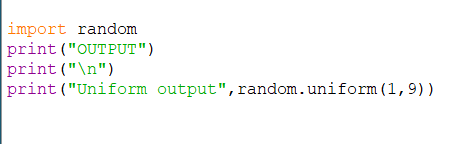 import random
print("OUTPUT")
print("\n")
print("Uniform output",random.uniform(1,9))